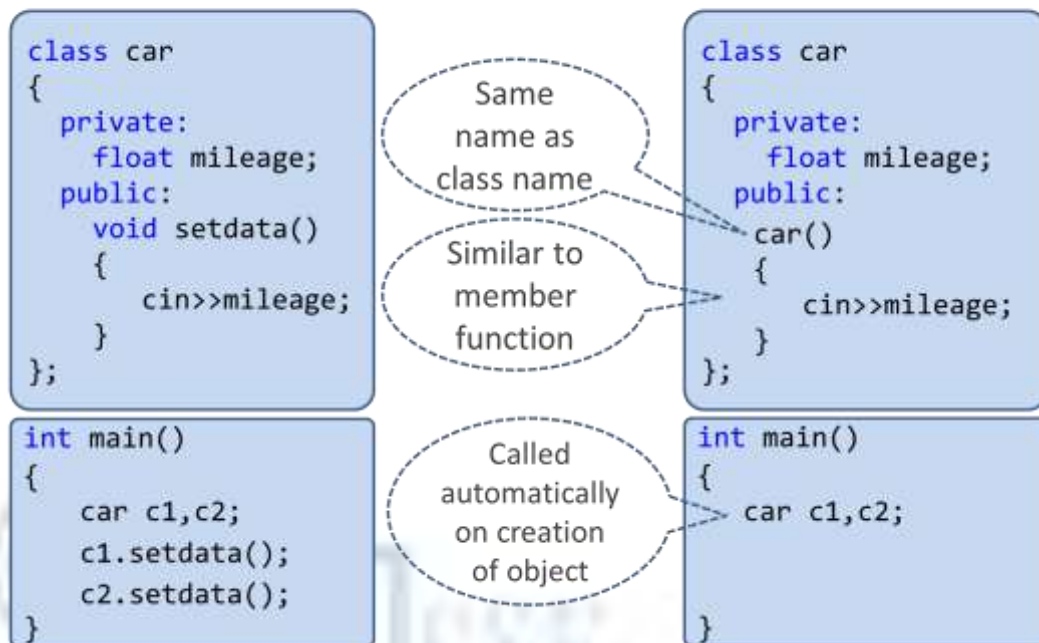 class car
{
private:
float mileage;
public:
void setdata()
{
cin>>mileage;
}
};
int main()
{
car c1,c2;
c1.setdata();
c2.setdata();
}
Same
name as
class name
Similar to
member
function
Called
automatically
on creation
of object
class car
{
private:
float mileage;
public:
car()
{
cin>>mileage;
}
};
int main()
{
car c1,c2;
}